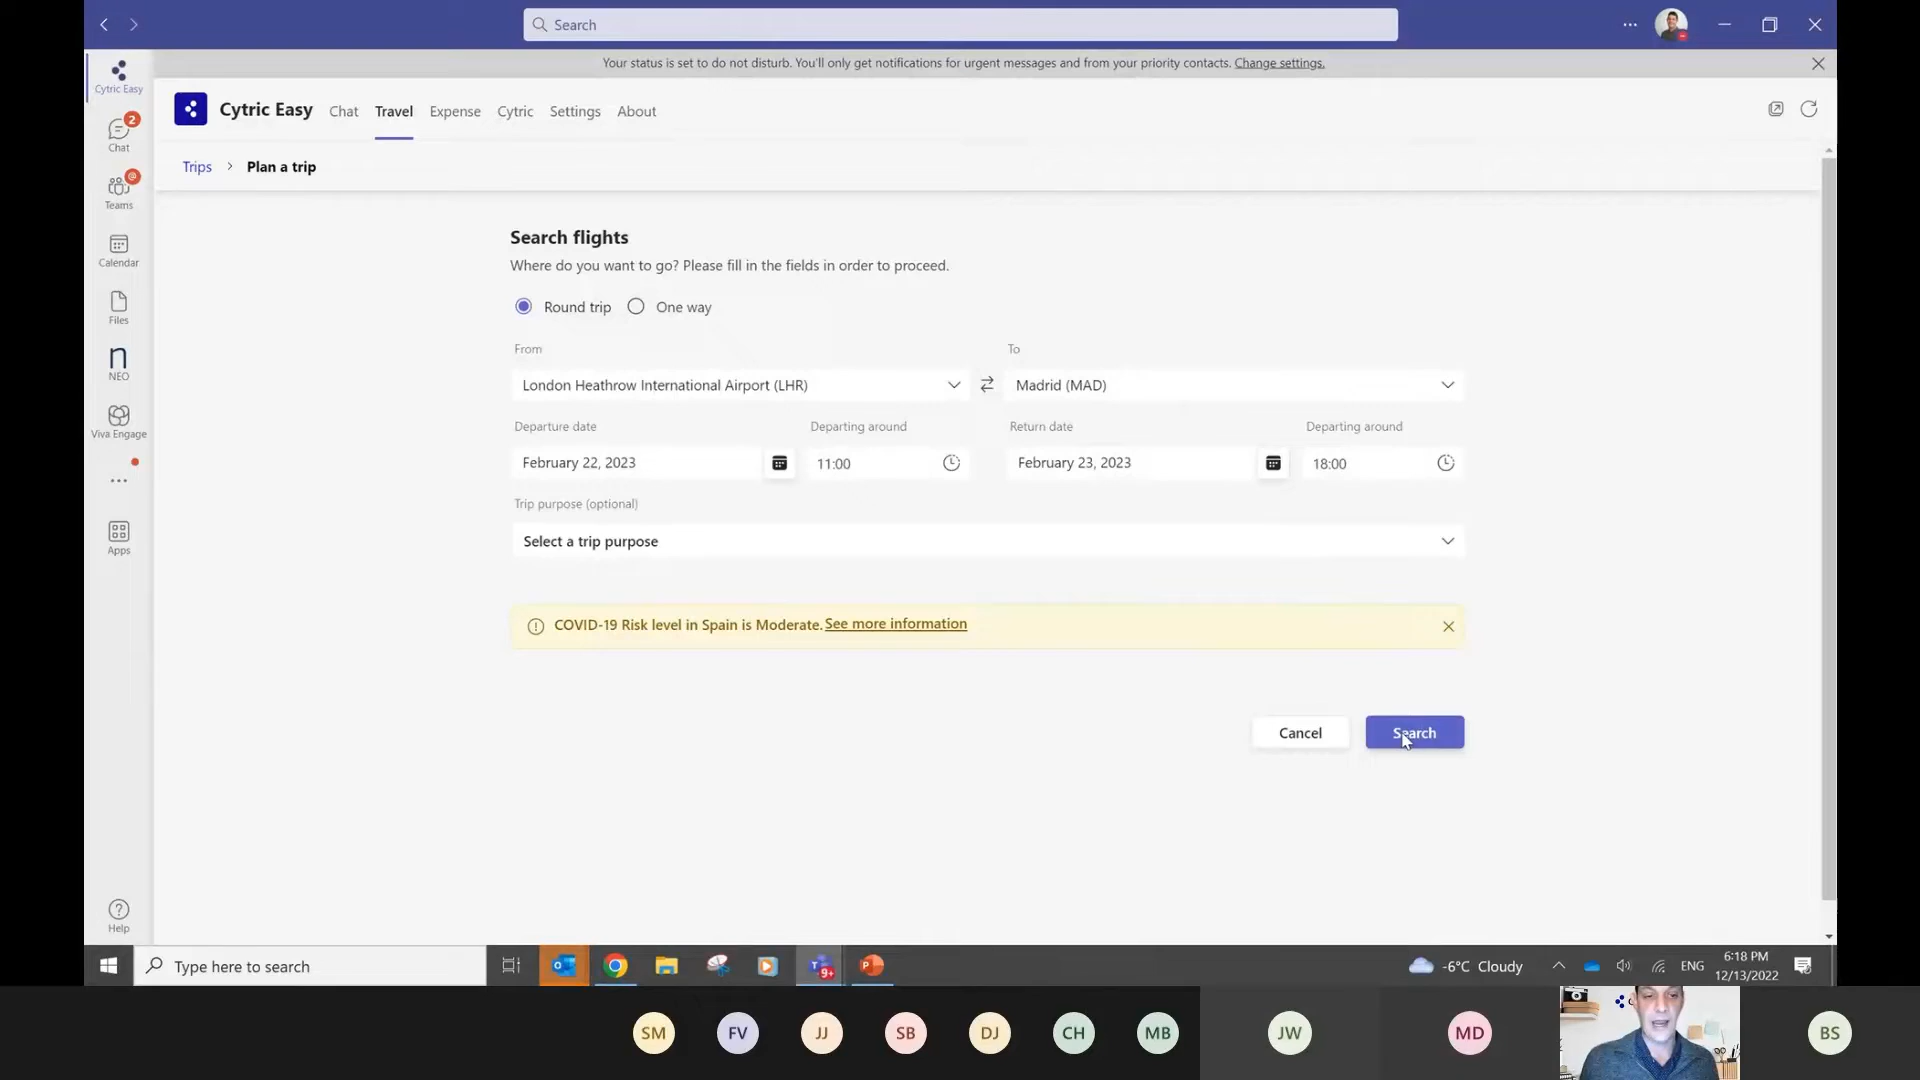 Search
Your status is set to do not disturb. You'll only get notifications for urgent messages and from your priority contacts. Change settings.
Cytric Easy
Chat
2
Teams
@
Calendar
Files
n
NEO
Viva Engage
Apps
Help
Cytric Easy Chat Travel Expense Cytric Settings About
Trips > Plan a trip
Search flights
Where do you want to go? Please fill in the fields in order to proceed.
Round trip One way
From To
London Heathrow International Airport (LHR) Madrid (MAD)
Departure date Departing around Return date Departing around
February 22, 2023 11:00 February 23, 2023 18:00
Trip purpose (optional)
Select a trip purpose
COVID-19 Risk level in Spain is Moderate. See more information
Cancel Search
Type here to search
9+
-6°C Cloudy
ENG
6:18 PM
12/13/2022
SM FV JJ SB DJ CH MB JW MD BS